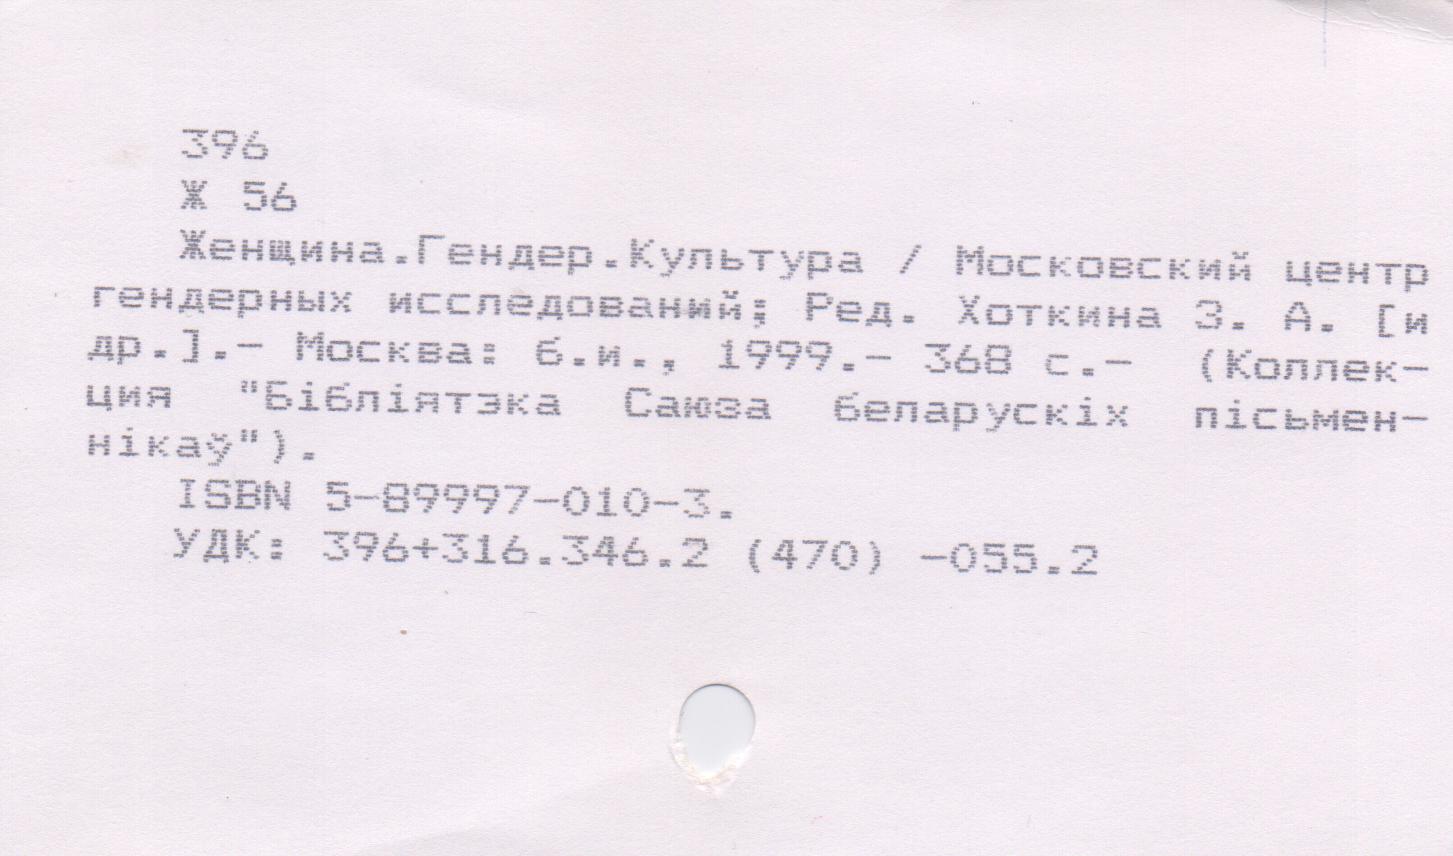 396
Ж 56
Женщина.Гендер.Культура / Московский центр
гендерных исследований; Ред. Хоткина З. А. [и
др.].- Москва: б.и., 1999.- 368 с.- (Коллек-
ция "Бібліятэка Саюза беларускіх пісьмен-
нікаў").
ISBN 5-89997-010-3.
УДК: 396+316.346.2 (470) -055.2